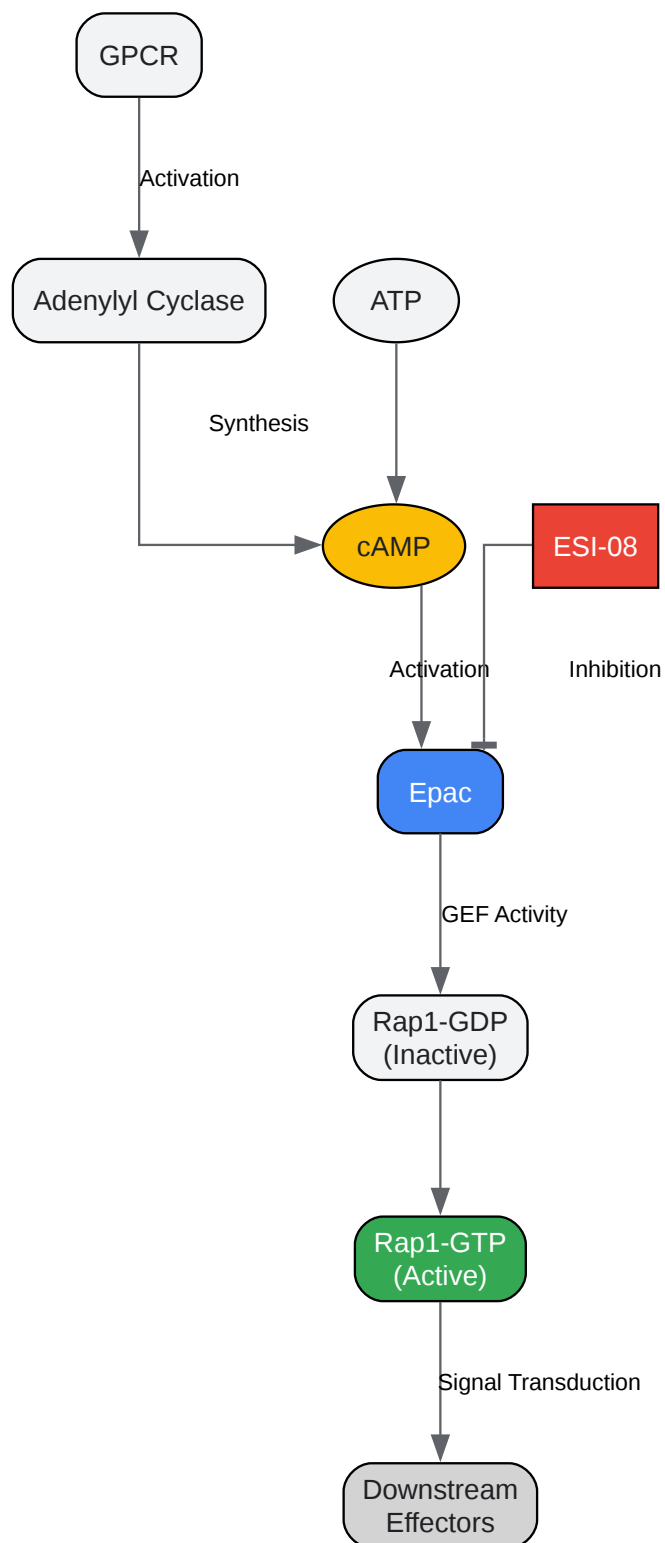 GPCR
Activation
Adenylyl Cyclase
ATP
Synthesis
cAMP
ESI-08
Activation
Inhibition
Epac
GEF Activity
Rap1-GDP
(Inactive)
Rap1-GTP
(Active)
Signal Transduction
Downstream
Effectors